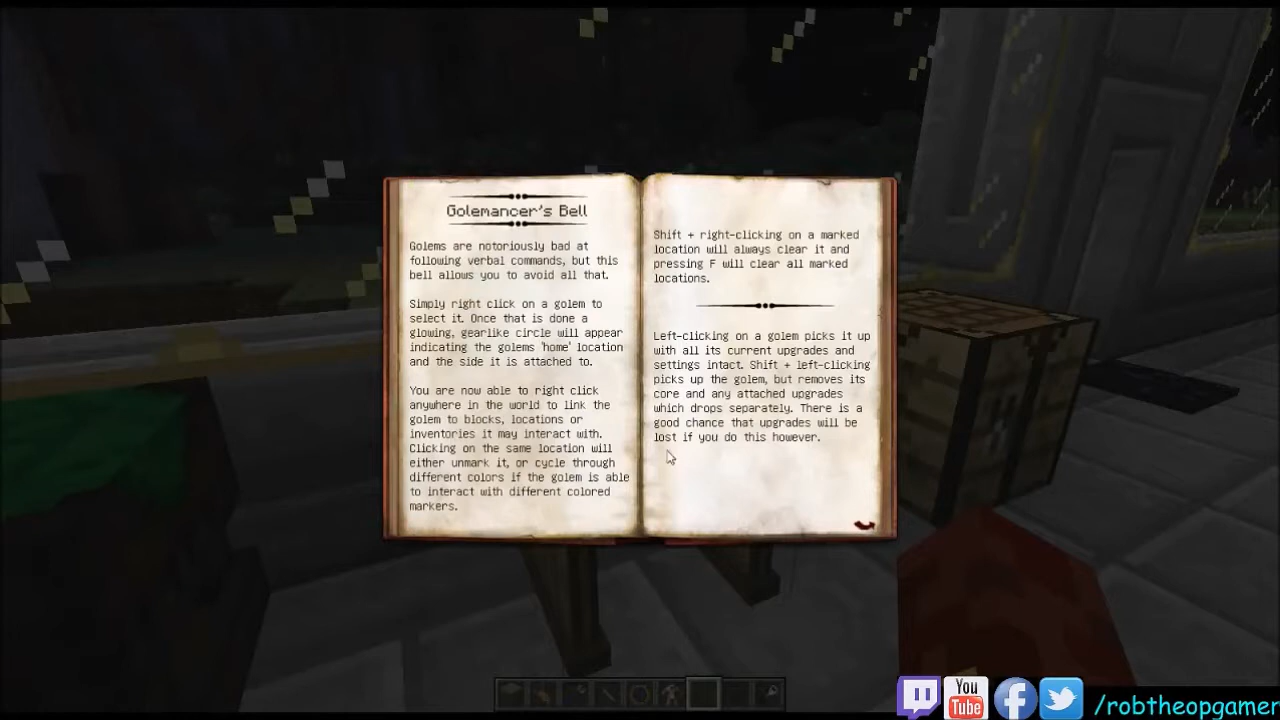 Golemancer's Bell
Golems are notoriously bad at
following verbal commands, but this
bell allows you to avoid all that.
Simply right click on a golem to
select it. Once that is done a
glowing, gearlike circle will appear
indicating the golems 'home' location
and the side it is attached to.
You are now able to right click
anywhere in the world to link the
golem to blocks, locations or
inventories it may interact with.
Clicking on the same location will
either unmark it, or cycle through
different colors if the golem is able
to interact with different colored
markers.
Shift + right-clicking on a marked
location will always clear it and
pressing F will clear all marked
locations.
Left-clicking on a golem picks it up
with all its current upgrades and
settings intact. Shift + left-clicking
picks up the golem, but removes its
core and any attached upgrades
which drops separately. There is a
good chance that upgrades will be
lost if you do this however.
You
Tube
/robtheopgamer